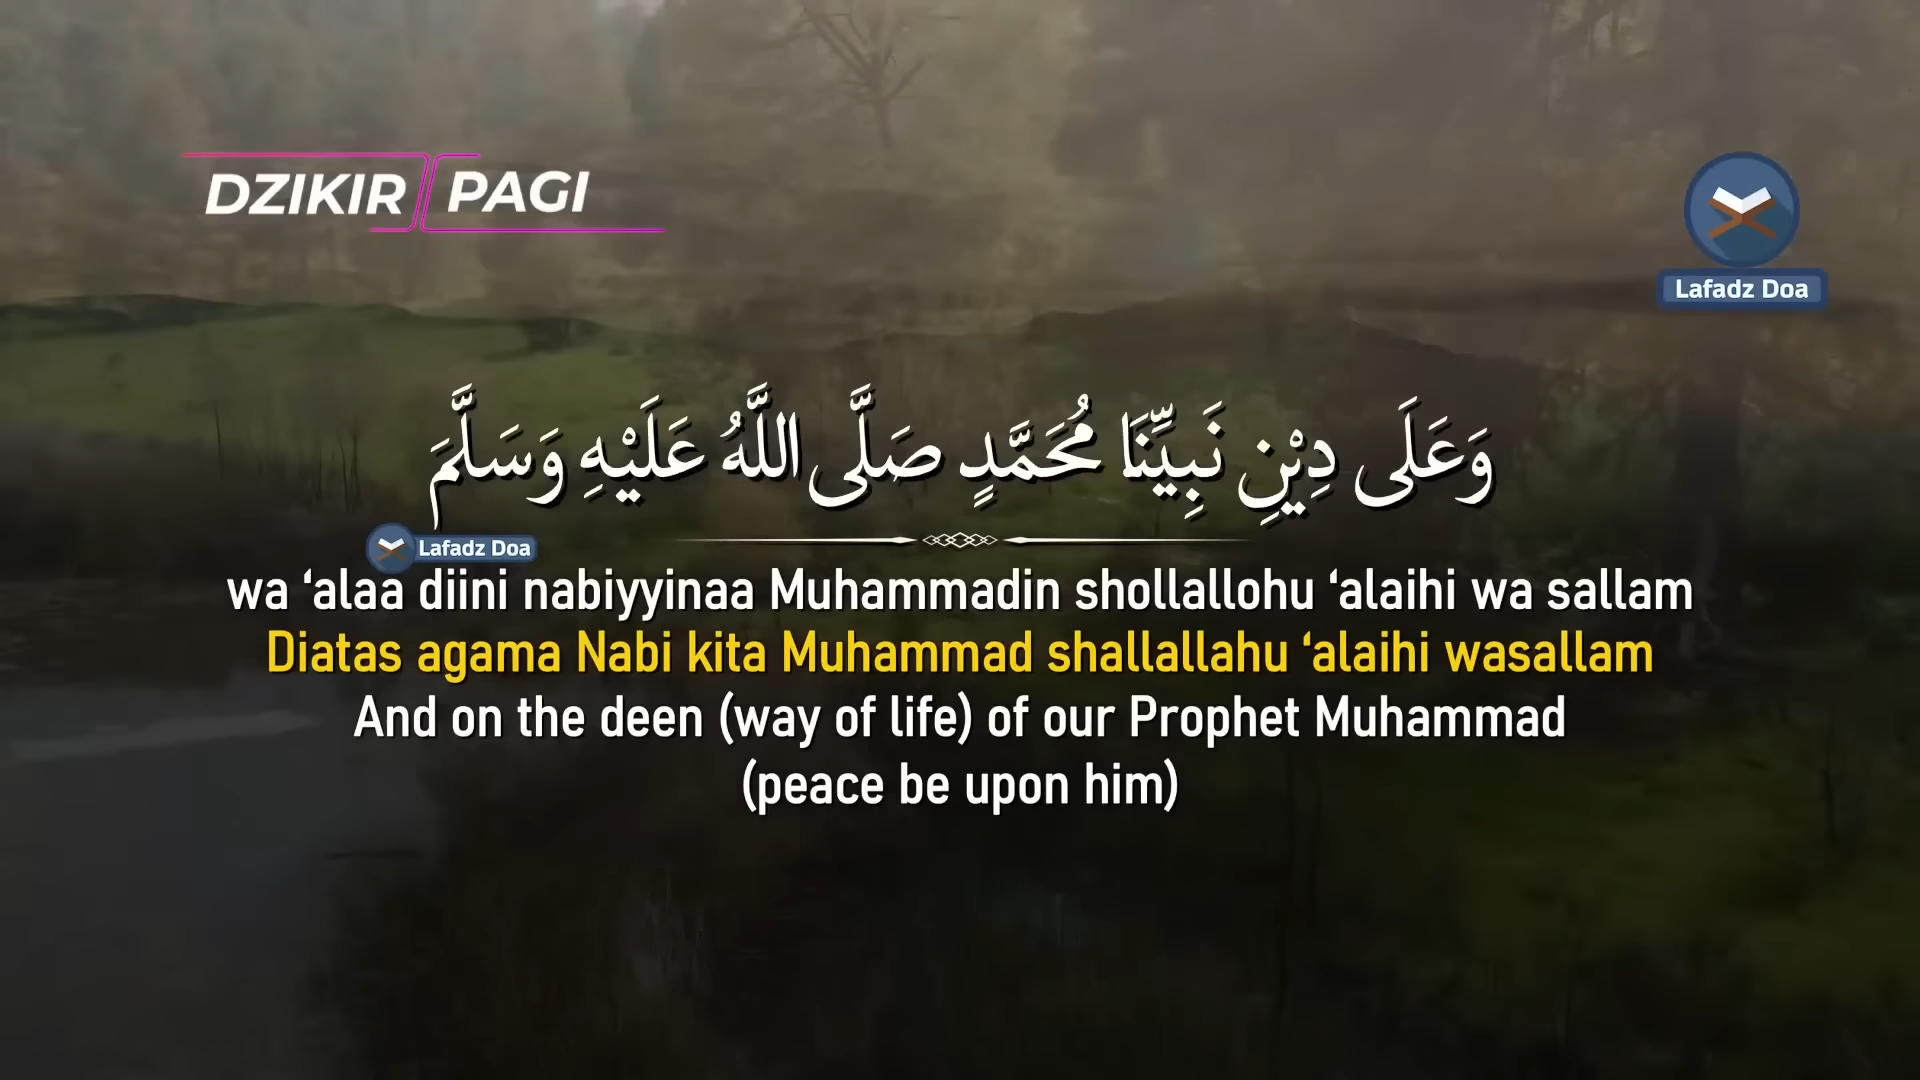 DZIKIR PAGI
Lafadz Doa
وَعَلَى دِيْنِ نَبِيِّنَا مُحَمَّدٍ صَلَّى اللَّهُ عَلَيْهِ وَسَلَّمَ
Lafadz Doa
wa ‘alaa diini nabiyyinaa Muhammadin shollallohu ‘alaihi wa sallam
Diatas agama Nabi kita Muhammad shallallahu ‘alaihi wasallam
And on the deen (way of life) of our Prophet Muhammad
(peace be upon him)